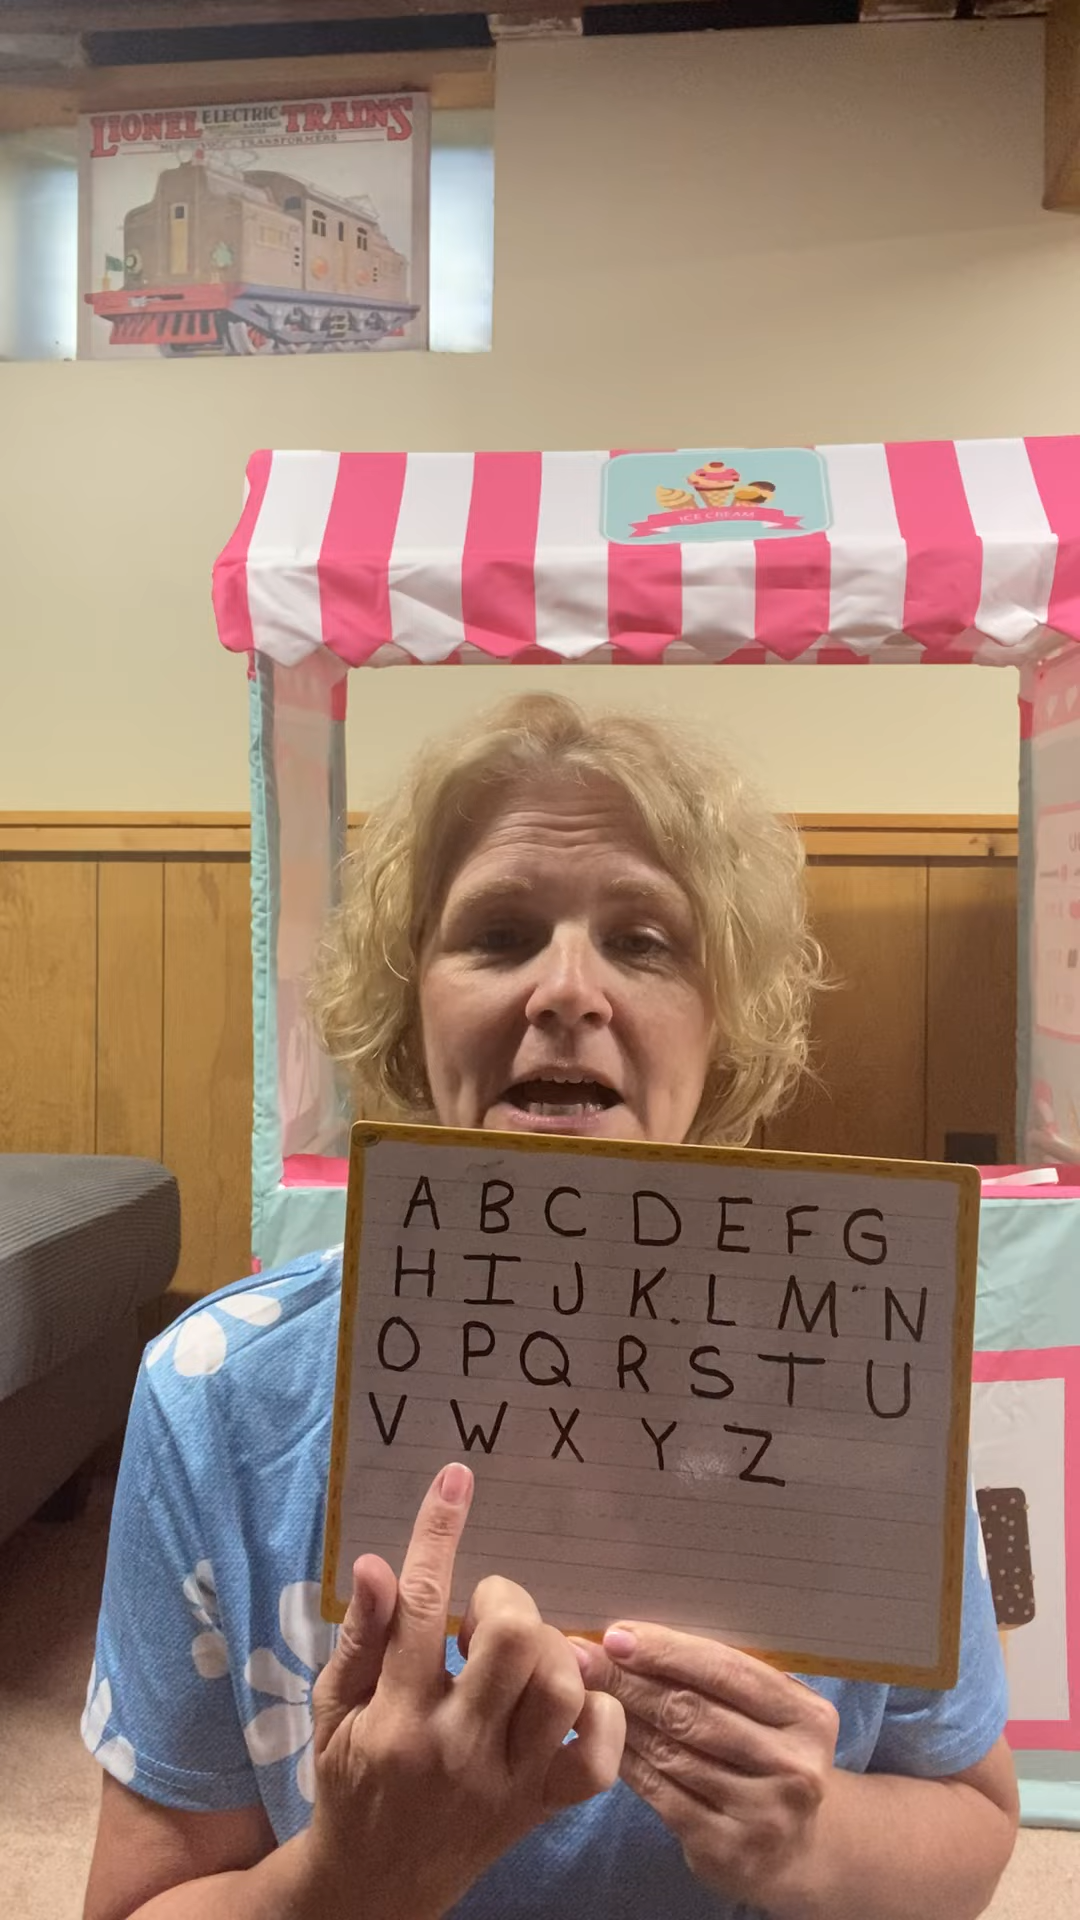 LIONEL ELECTRIC TRAINS
TRANSFORMERS
ICE CREAM
A B C D E F G
H I J K L M N
O P Q R S T U
V W X Y Z